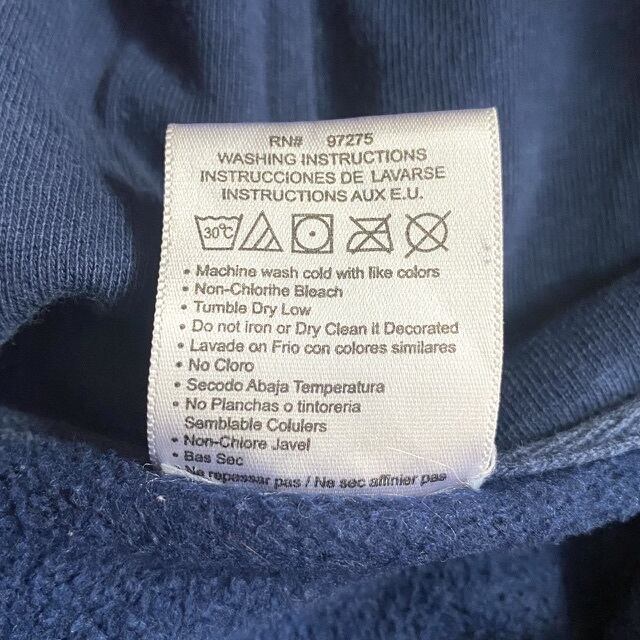 RN# 97275
WASHING INSTRUCTIONS
INSTRUCCIONES DE LAVARSE
INSTRUCTIONS AUX E.U.
30°C
• Machine wash cold with like colors
• Non-Chlorthe Bleach
• Tumble Dry Low
• Do not iron or Dry Clean it Decorated
• Lavade on Frio con colores similares
• No Cloro
• Secodo Abaja Temperatura
• No Planchas o tintoreria
Semblable Colulers
• Non-Chlore Javel
• Bas Sec
Ne repassar pas / Ne sec affinier pas